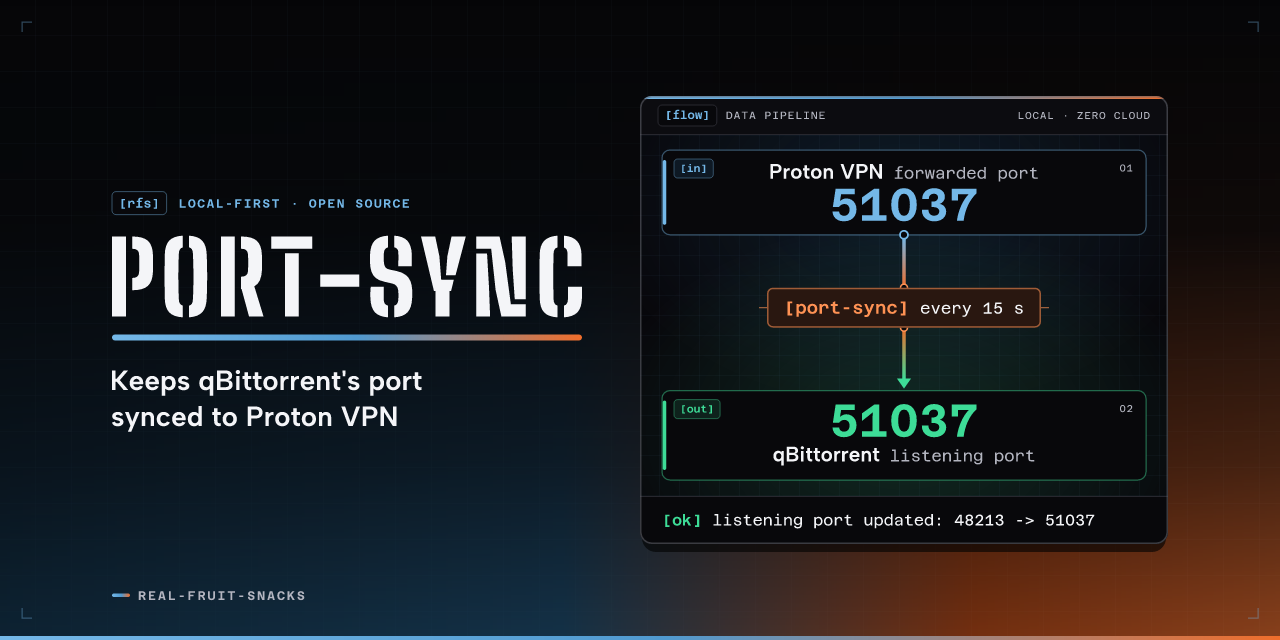 [rfs] LOCAL-FIRST · OPEN SOURCE
PORT-SYNC
Keeps qBittorrent's port
synced to Proton VPN
REAL-FRUIT-SNACKS
[flow] DATA PIPELINE LOCAL · ZERO CLOUD
[in] Proton VPN forwarded port 01
51037
[port-sync] every 15 s
[out] 51037 02
qBittorrent listening port
[ok] listening port updated: 48213 -> 51037